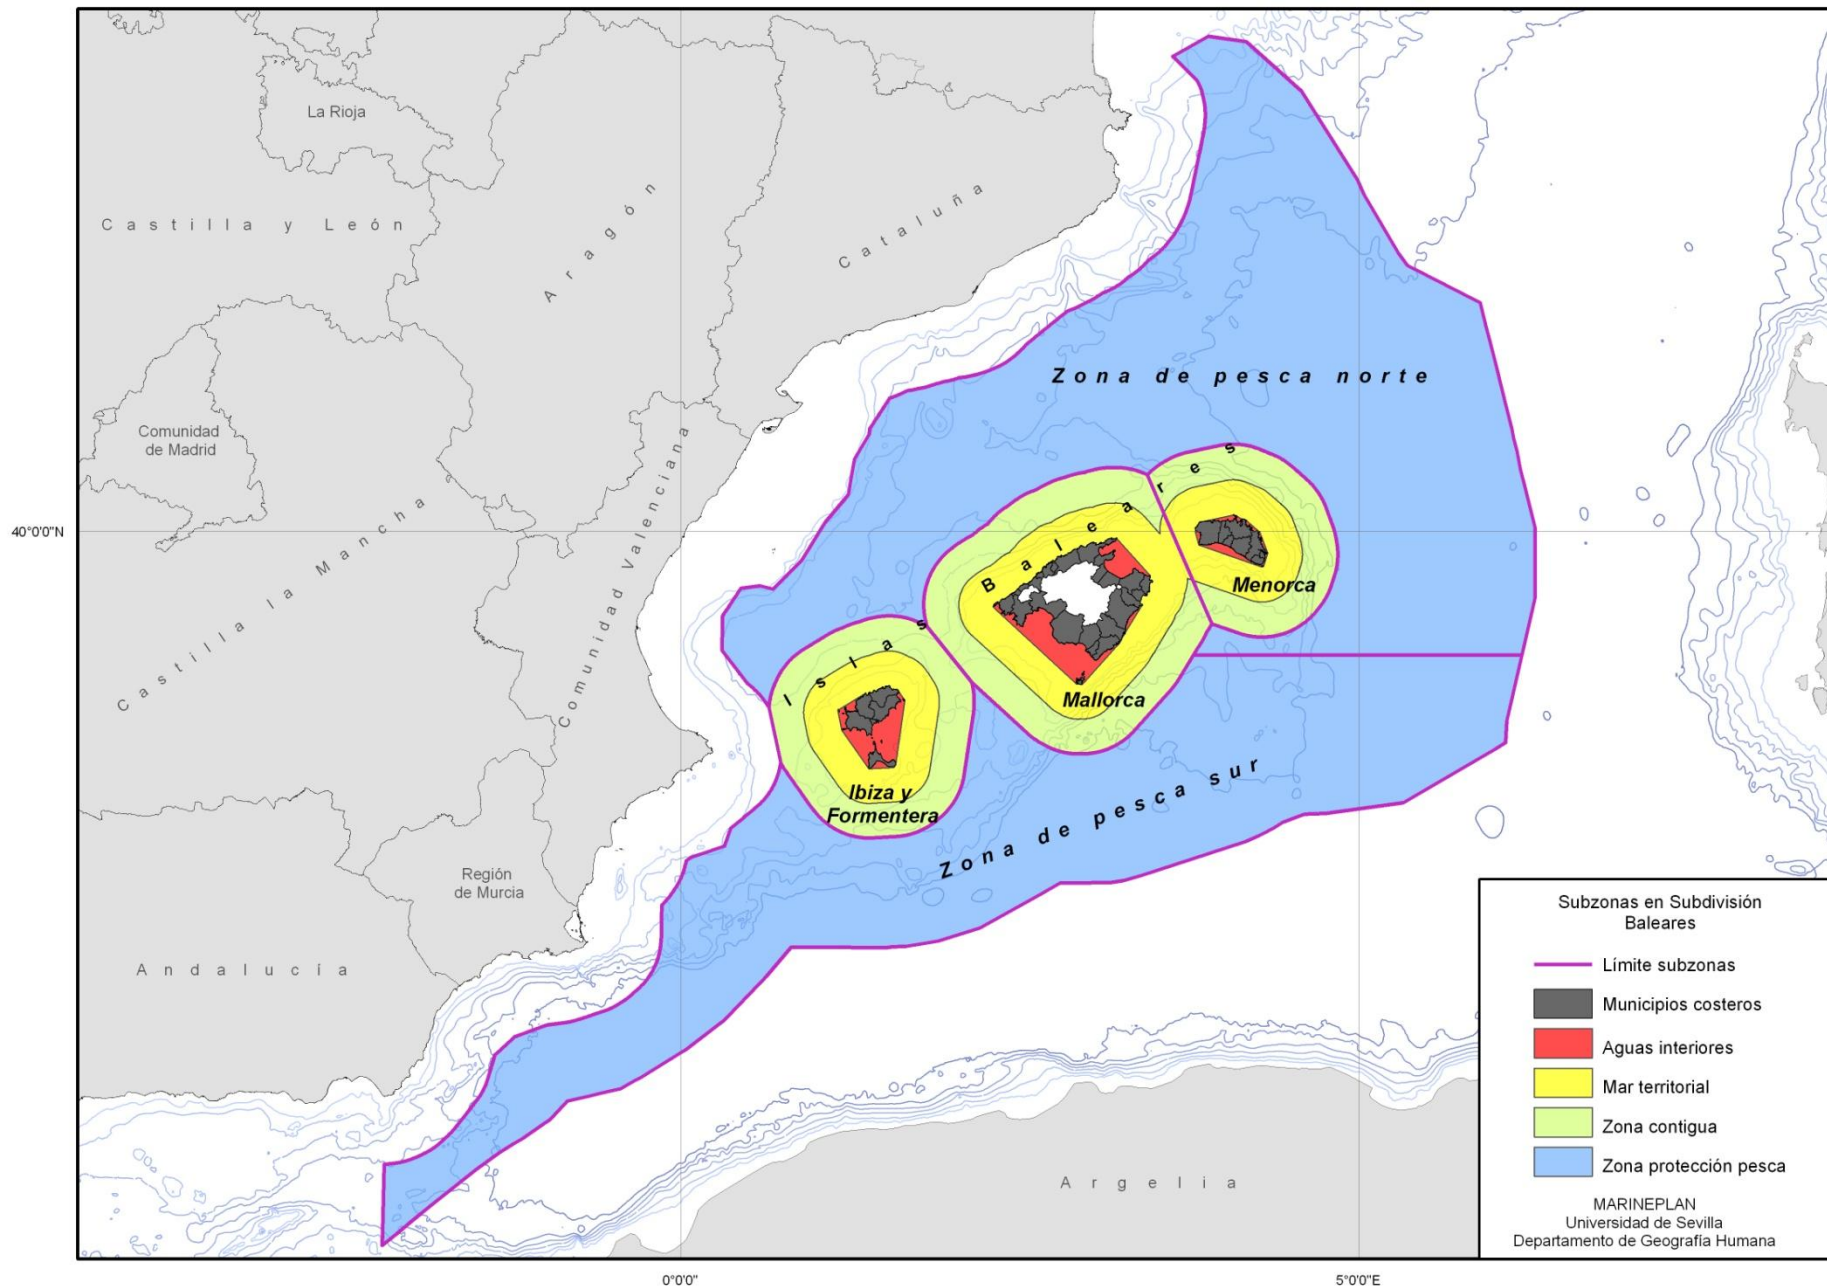 La Rioja
Castilla y León
Aragón
Cataluña
Zona de pesca norte
Comunidad
de Madrid
Castilla la Mancha
Comunidad Valenciana
40°0'0"N
Islas Baleares
Menorca
Mallorca
Ibiza y
Formentera
Zona de pesca sur
Región
de Murcia
Andalucía
Argelia
Subzonas en Subdivisión
Baleares
Límite subzonas
Municipios costeros
Aguas interiores
Mar territorial
Zona contigua
Zona protección pesca
MARINEPLAN
Universidad de Sevilla
Departamento de Geografía Humana
0°0'0"
5°0'0"E